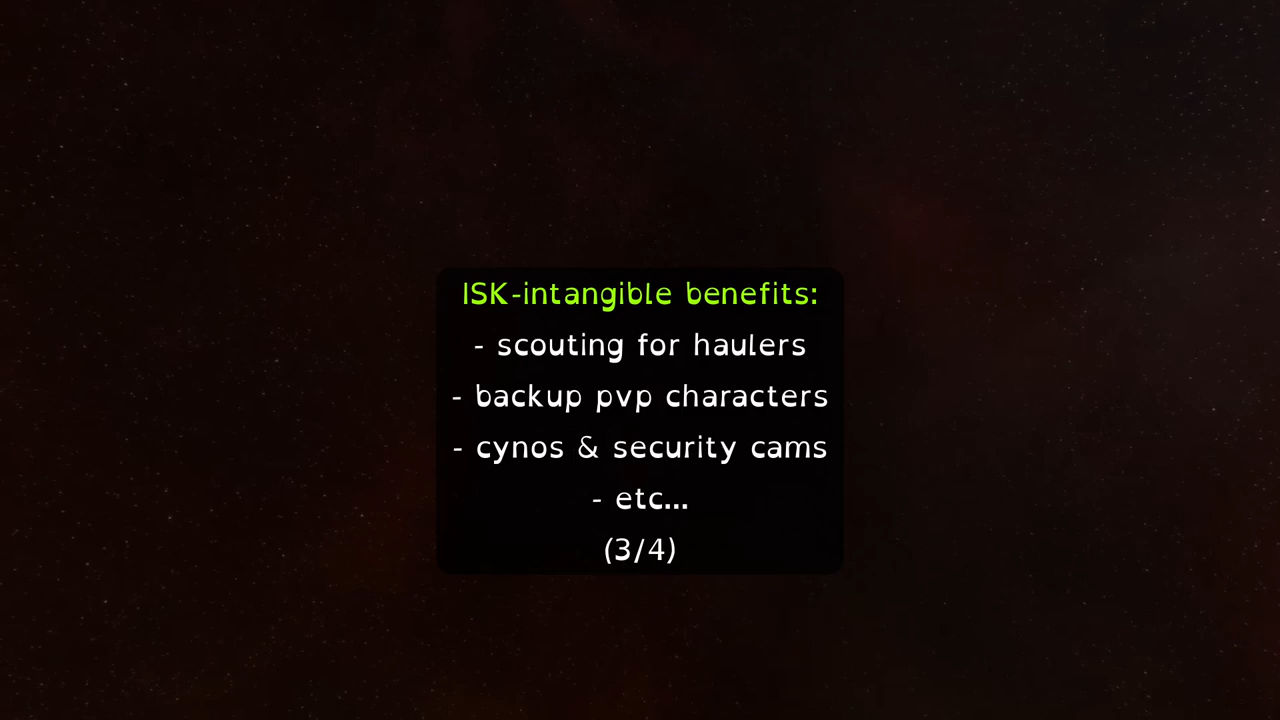 ISK-intangible benefits:
- scouting for haulers
- backup pvp characters
- cynos & security cams
- etc...
(3/4)